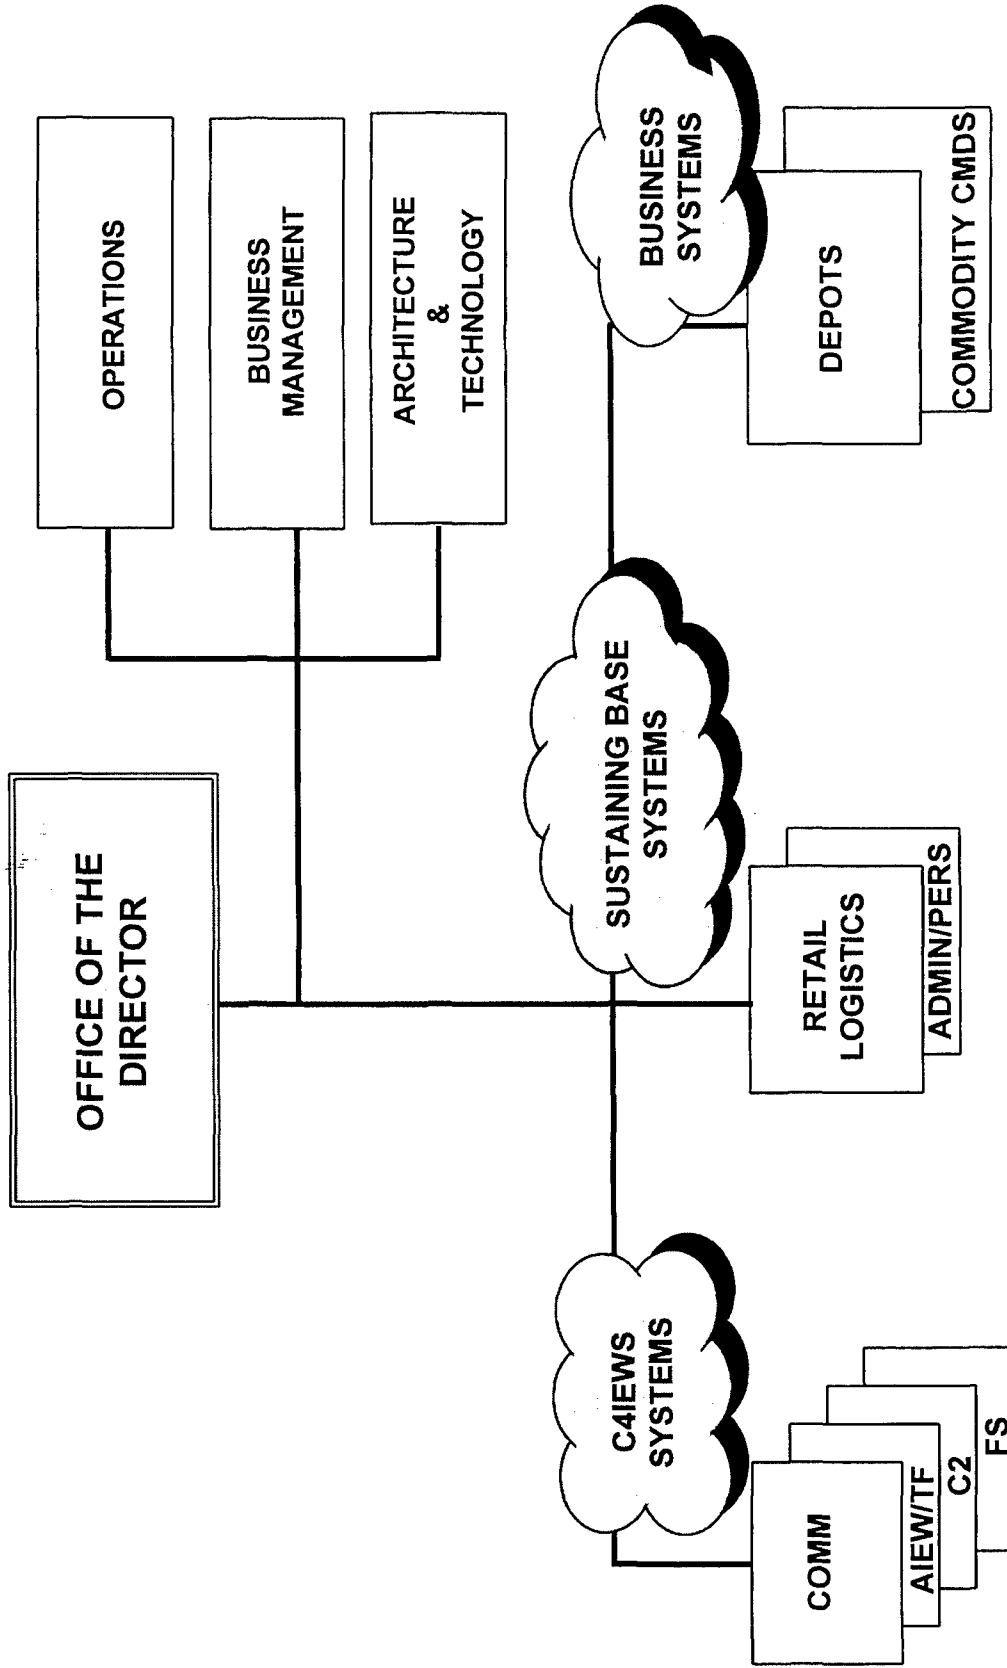 OFFICE OF THE
DIRECTOR
OPERATIONS
BUSINESS
MANAGEMENT
ARCHITECTURE
&
TECHNOLOGY
C4IEWS
SYSTEMS
SUSTAINING BASE
SYSTEMS
BUSINESS
SYSTEMS
COMM
AIEW/TF
C2
FS
RETAIL
LOGISTICS
ADMIN/PERS
DEPOTS
COMMODITY CMDS